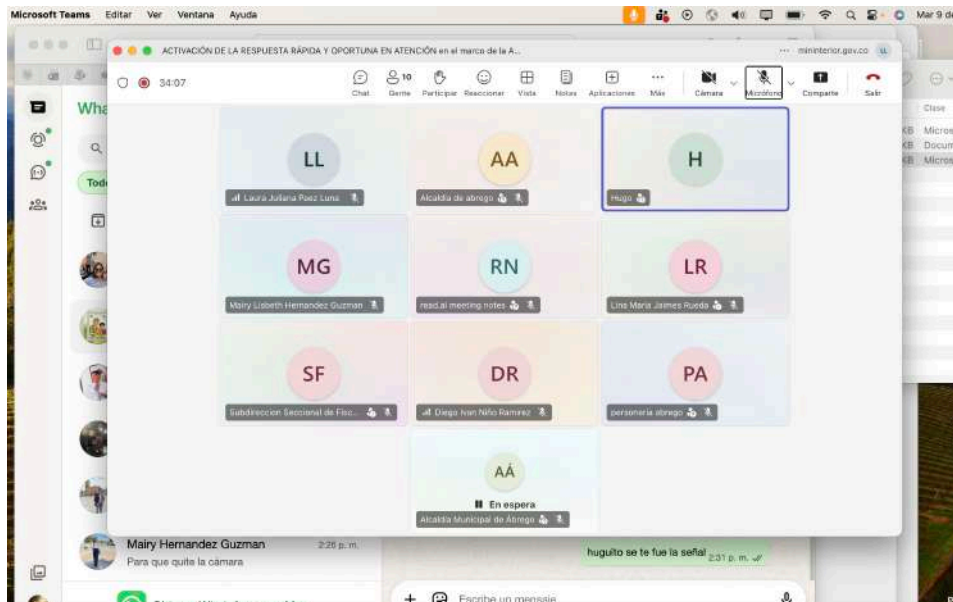 Microsoft Teams Editar Ver Ventana Ayuda
Mar 9 de
ACTIVACIÓN DE LA RESPUESTA RÁPIDA Y OPORTUNA EN ATENCIÓN en el marco de la A...
mininterior.gov.co LL
34:07
10
Chat Gente Participar Reaccionar Vista Notas Aplicaciones Más Cámara Micrófono Compartir Salir
Wha
Clase
KB Micros
KB Docum
KB Micros
Tod
LL
Laura Juliana Paez Luna
AA
Alcaldia de abrego
H
Hugo
MG
Mairy Lisbeth Hernandez Guzman
RN
read.ai meeting notes
LR
Lina Maria Jaimes Rueda
SF
Subdireccion Seccional de Fisc...
DR
Diego Ivan Niño Ramirez
PA
personeria abrego
AÁ
En espera
Alcaldía Municipal de Ábrego
Mairy Hernandez Guzman 2:26 p. m.
Para que quite la cámara
huguito se te fue la señal 2:31 p. m.
Escribe un mensaje